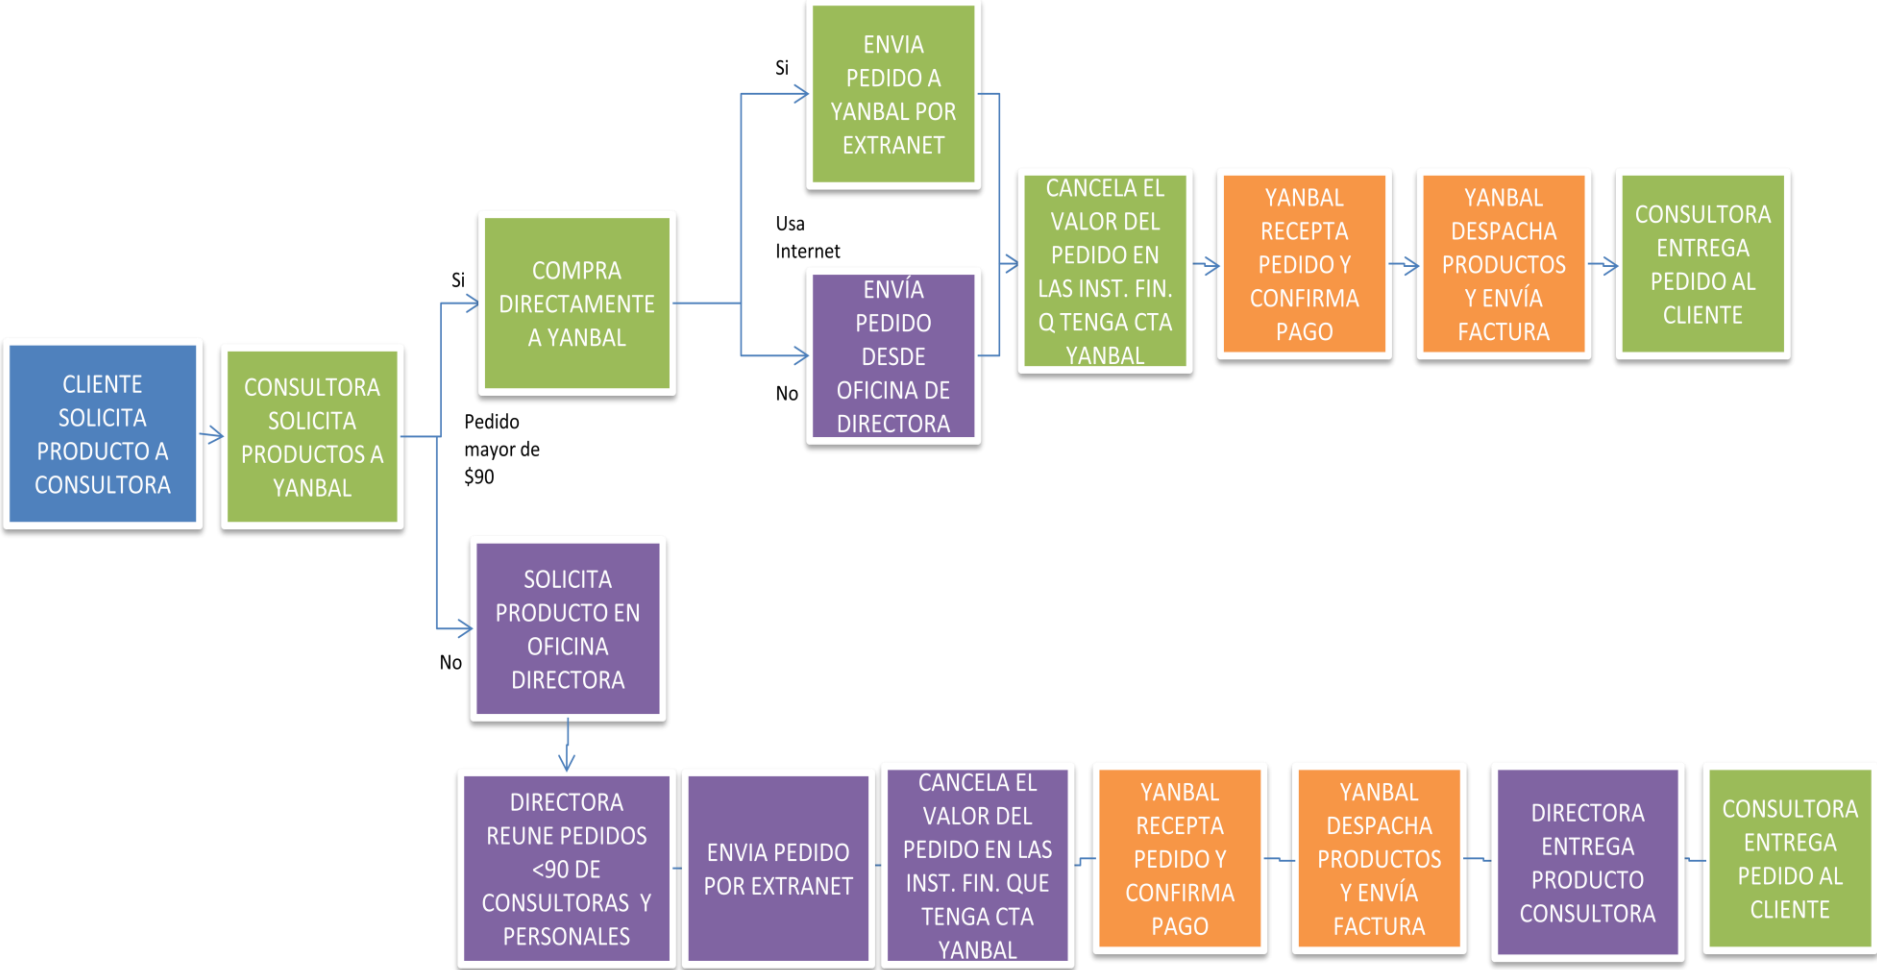 CLIENTE
SOLICITA
PRODUCTO A
CONSULTORA
CONSULTORA
SOLICITA
PRODUCTOS A
YANBAL
Si
Pedido
mayor de
$90
No
COMPRA
DIRECTAMENTE
A YANBAL
Si
Usa
Internet
No
ENVIA
PEDIDO A
YANBAL POR
EXTRANET
ENVÍA
PEDIDO
DESDE
OFICINA DE
DIRECTORA
CANCELA EL
VALOR DEL
PEDIDO EN
LAS INST. FIN.
Q TENGA CTA
YANBAL
YANBAL
RECEPTA
PEDIDO Y
CONFIRMA
PAGO
YANBAL
DESPACHA
PRODUCTOS
Y ENVÍA
FACTURA
CONSULTORA
ENTREGA
PEDIDO AL
CLIENTE
SOLICITA
PRODUCTO EN
OFICINA
DIRECTORA
DIRECTORA
REUNE PEDIDOS
<90 DE
CONSULTORAS Y
PERSONALES
ENVIA PEDIDO
POR EXTRANET
CANCELA EL
VALOR DEL
PEDIDO EN LAS
INST. FIN. QUE
TENGA CTA
YANBAL
YANBAL
RECEPTA
PEDIDO Y
CONFIRMA
PAGO
YANBAL
DESPACHA
PRODUCTOS
Y ENVÍA
FACTURA
DIRECTORA
ENTREGA
PRODUCTO
CONSULTORA
CONSULTORA
ENTREGA
PEDIDO AL
CLIENTE